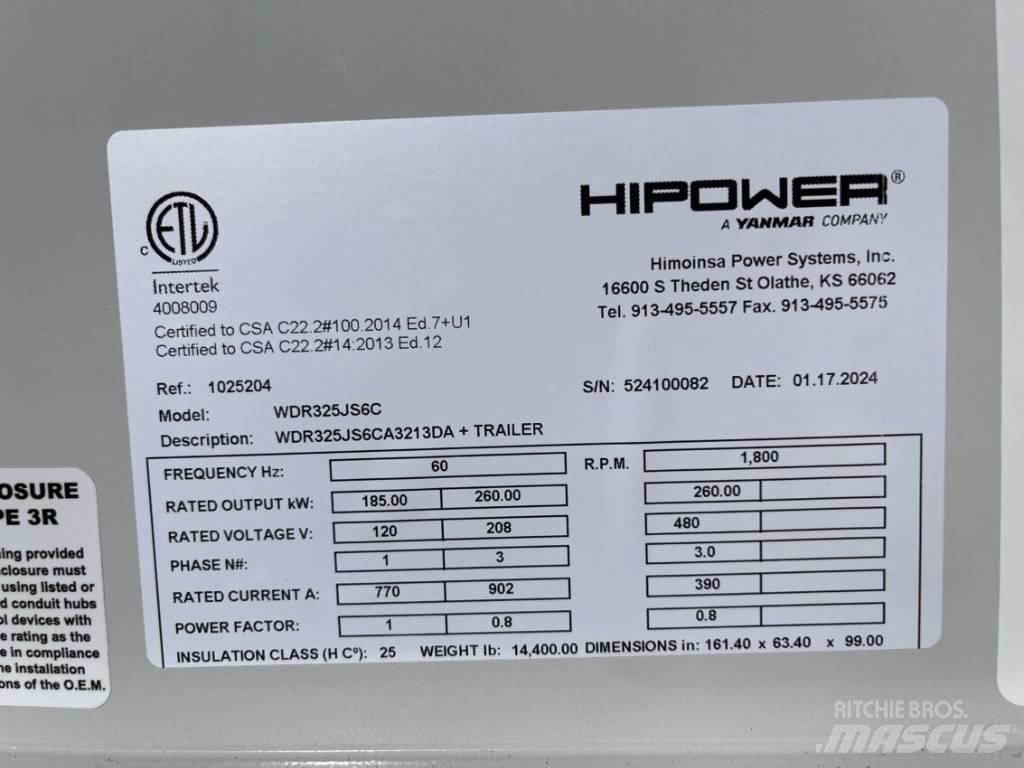 C
ETL
LISTED
Intertek
4008009
Certified to CSA C22.2#100.2014 Ed.7+U1
Certified to CSA C22.2#14:2013 Ed.12
HIPOWER®
A YANMAR COMPANY
Himoinsa Power Systems, Inc.
16600 S Theden St Olathe, KS 66062
Tel. 913-495-5557 Fax. 913-495-5575
Ref.: 1025204 S/N: 524100082 DATE: 01.17.2024
Model: WDR325JS6C
Description: WDR325JS6CA3213DA + TRAILER
FREQUENCY Hz: 60 R.P.M. 1,800
RATED OUTPUT kW: 185.00 260.00 260.00
RATED VOLTAGE V: 120 208 480
PHASE N#: 1 3 3.0
RATED CURRENT A: 770 902 390
POWER FACTOR: 1 0.8 0.8
INSULATION CLASS (H Cº): 25 WEIGHT lb: 14,400.00 DIMENSIONS in: 161.40 x 63.40 x 99.00
LOSURE
PE 3R
ing provided
closure must
using listed or
d conduit hubs
ol devices with
e rating as the
e in compliance
he installation
ons of the O.E.M.
RITCHIE BROS.
MASCUS